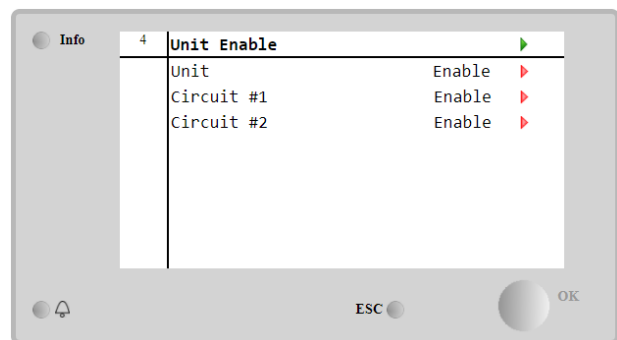 Info
4 Unit Enable
Unit Enable
Circuit #1 Enable
Circuit #2 Enable
ESC
OK